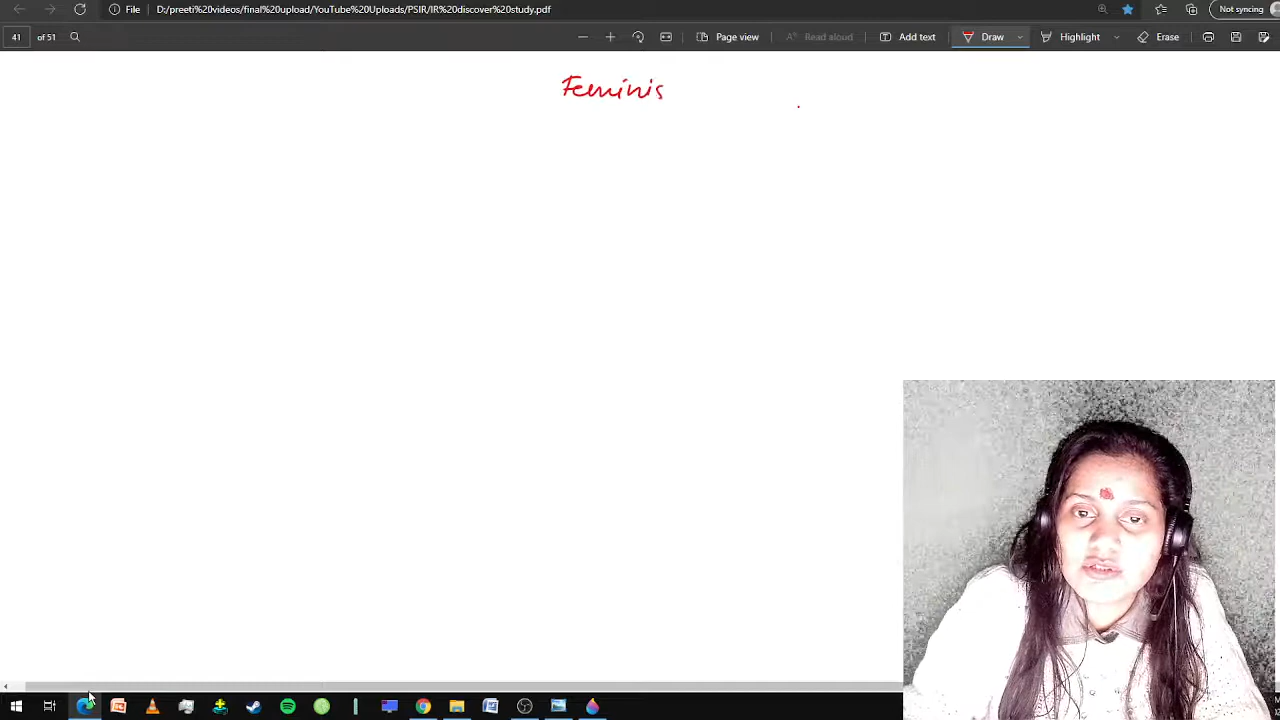 File D:/preeti%20videos/final%20upload/YouTube%20Uploads/PSIR/IR%20discover%20study.pdf Not syncing
41 of 51 Page view Read aloud Add text Draw Highlight Erase
Feminis